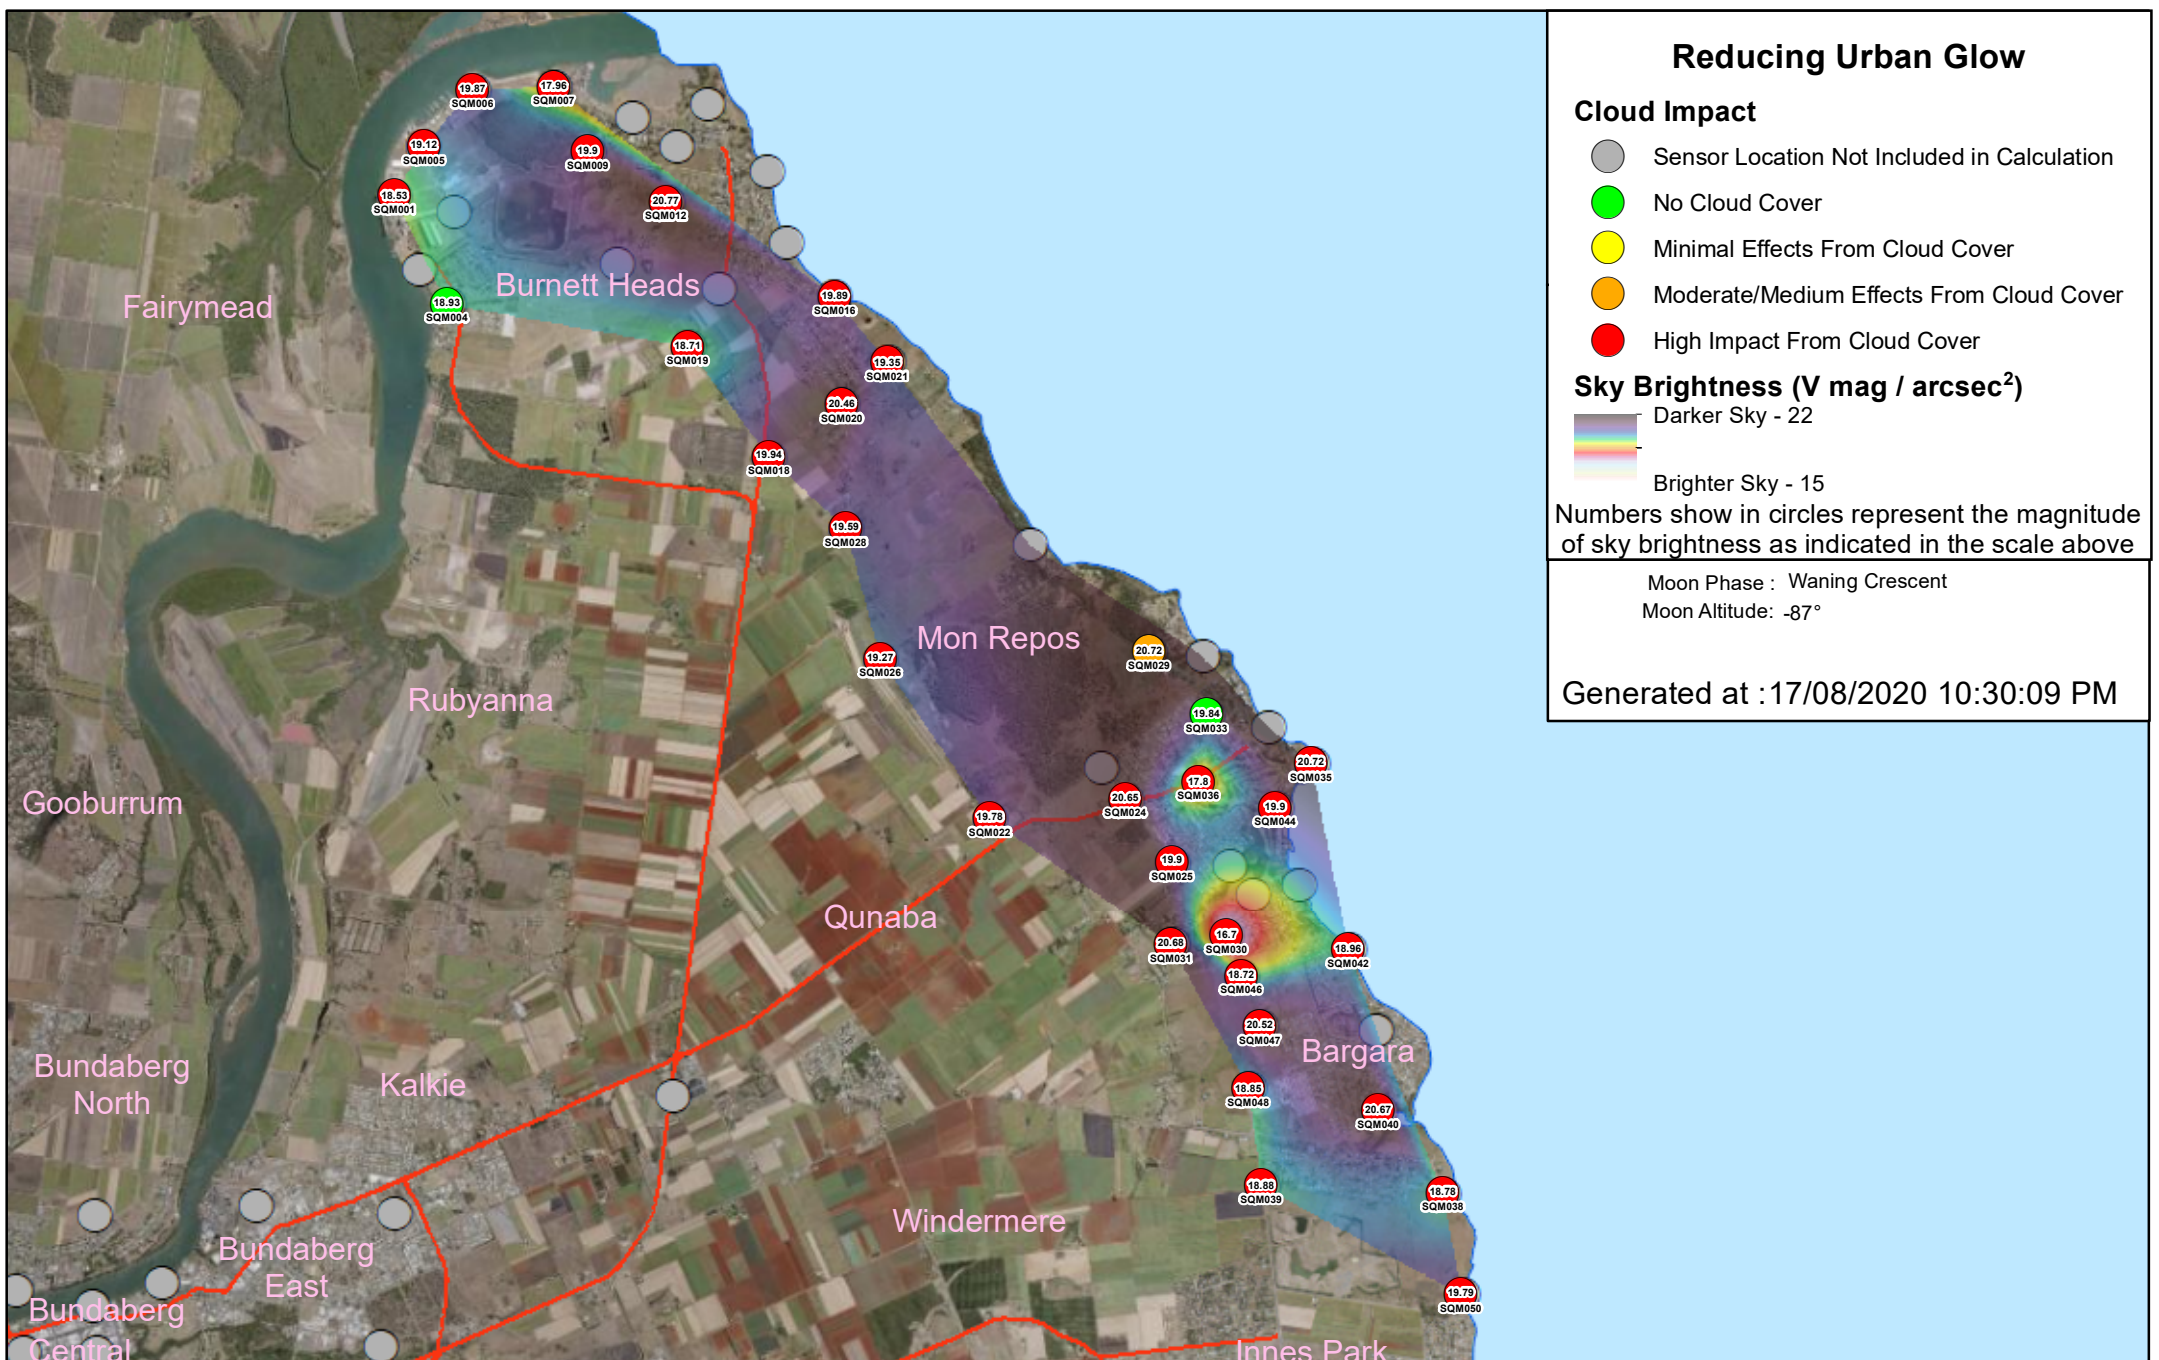 Reducing Urban Glow
Cloud Impact
Sensor Location Not Included in Calculation
No Cloud Cover
Minimal Effects From Cloud Cover
Moderate/Medium Effects From Cloud Cover
High Impact From Cloud Cover
Sky Brightness (V mag / arcsec²)
Darker Sky - 22
Brighter Sky - 15
Numbers show in circles represent the magnitude
of sky brightness as indicated in the scale above
Moon Phase : Waning Crescent
Moon Altitude: -87°
Generated at :17/08/2020 10:30:09 PM
19.87
SQM006
17.96
SQM007
19.12
SQM005
19.9
SQM009
18.53
SQM001
20.77
SQM012
Burnett Heads
Fairymead
18.93
SQM004
19.89
SQM016
18.71
SQM019
19.35
SQM021
20.46
SQM020
19.94
SQM018
19.59
SQM028
Mon Repos
20.72
SQM029
19.27
SQM026
Rubyanna
19.84
SQM033
20.72
SQM035
17.8
SQM036
20.65
SQM024
19.9
SQM044
Gooburrum
19.78
SQM022
19.9
SQM025
Qunaba
20.68
SQM031
16.7
SQM030
18.96
SQM042
18.72
SQM046
20.52
SQM047
Bargara
Bundaberg
North
Kalkie
18.85
SQM048
20.67
SQM040
18.88
SQM039
18.78
SQM038
Windermere
Bundaberg
East
19.79
SQM050
Bundaberg
Central
Innes Park